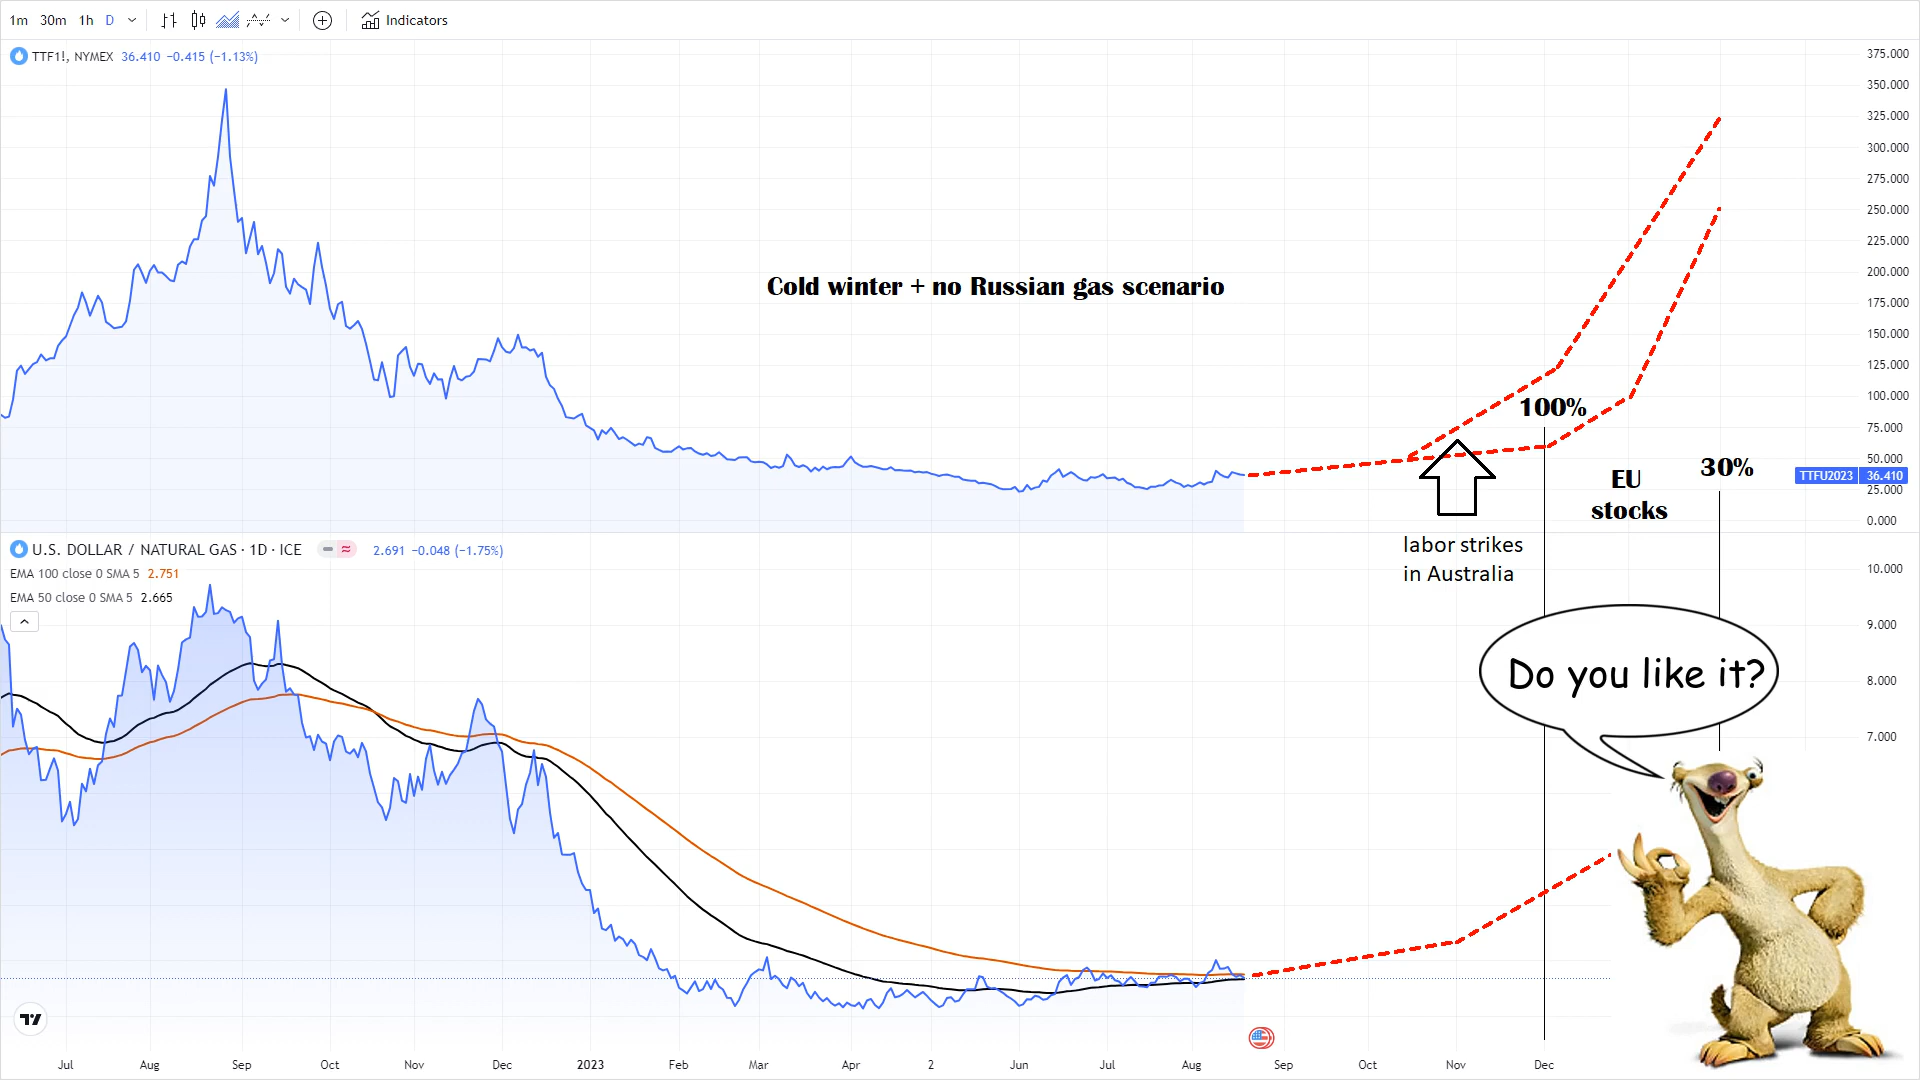 1m 30m 1h D Indicators
TTF1!, NYMEX 36.410 −0.415 (−1.13%)
375.000
350.000
325.000
300.000
275.000
250.000
225.000
200.000
175.000
150.000
125.000
100.000
75.000
50.000
25.000
0.000
Cold winter + no Russian gas scenario
100%
30%
EU
stocks
TTFU2023 36.410
labor strikes
in Australia
U.S. DOLLAR / NATURAL GAS · 1D · ICE 2.691 −0.048 (−1.75%)
EMA 100 close 0 SMA 5 2.751
EMA 50 close 0 SMA 5 2.665
10.000
9.000
8.000
7.000
Do you like it?
Jul Aug Sep Oct Nov Dec 2023 Feb Mar Apr 2 Jun Jul Aug Sep Oct Nov Dec